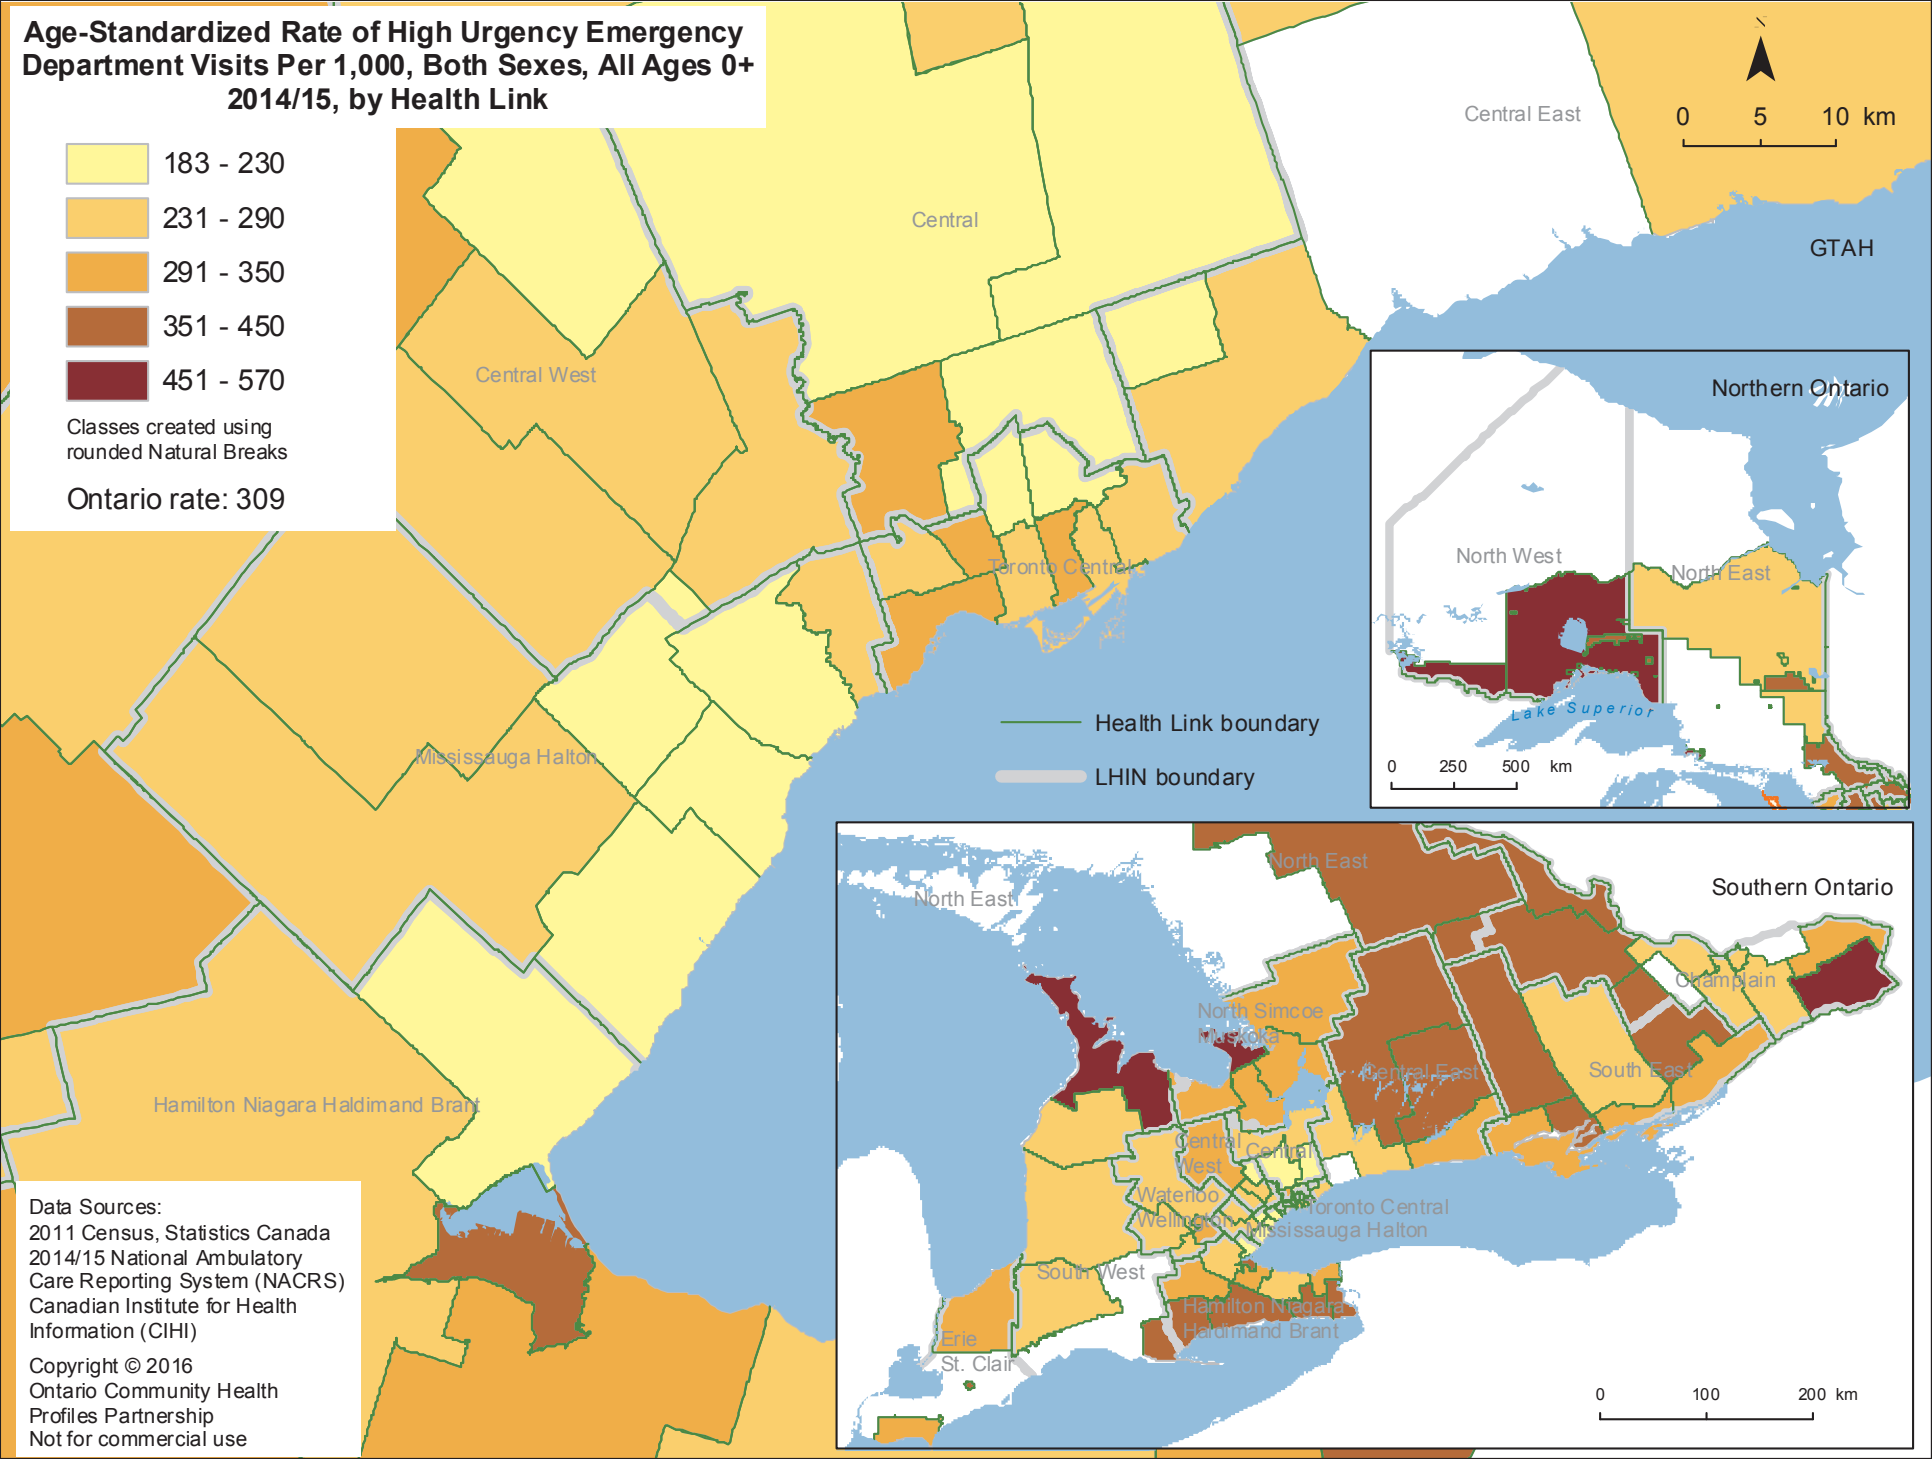 Age-Standardized Rate of High Urgency Emergency
Department Visits Per 1,000, Both Sexes, All Ages 0+
2014/15, by Health Link
183 - 230
231 - 290
291 - 350
351 - 450
451 - 570
Classes created using
rounded Natural Breaks
Ontario rate: 309
N
0 5 10 km
Central East
Central
GTAH
Central West
Toronto Central
Mississauga Halton
Hamilton Niagara Haldimand Brant
Health Link boundary
LHIN boundary
Northern Ontario
North West
North East
Lake Superior
0 250 500 km
Southern Ontario
North East
North East
Champlain
North Simcoe
Muskoka
Central East
South East
Central
West
Central
Waterloo
Wellington
Toronto Central
Mississauga Halton
South West
Hamilton Niagara
Haldimand Brant
Erie
St. Clair
0 100 200 km
Data Sources:
2011 Census, Statistics Canada
2014/15 National Ambulatory
Care Reporting System (NACRS)
Canadian Institute for Health
Information (CIHI)
Copyright © 2016
Ontario Community Health
Profiles Partnership
Not for commercial use